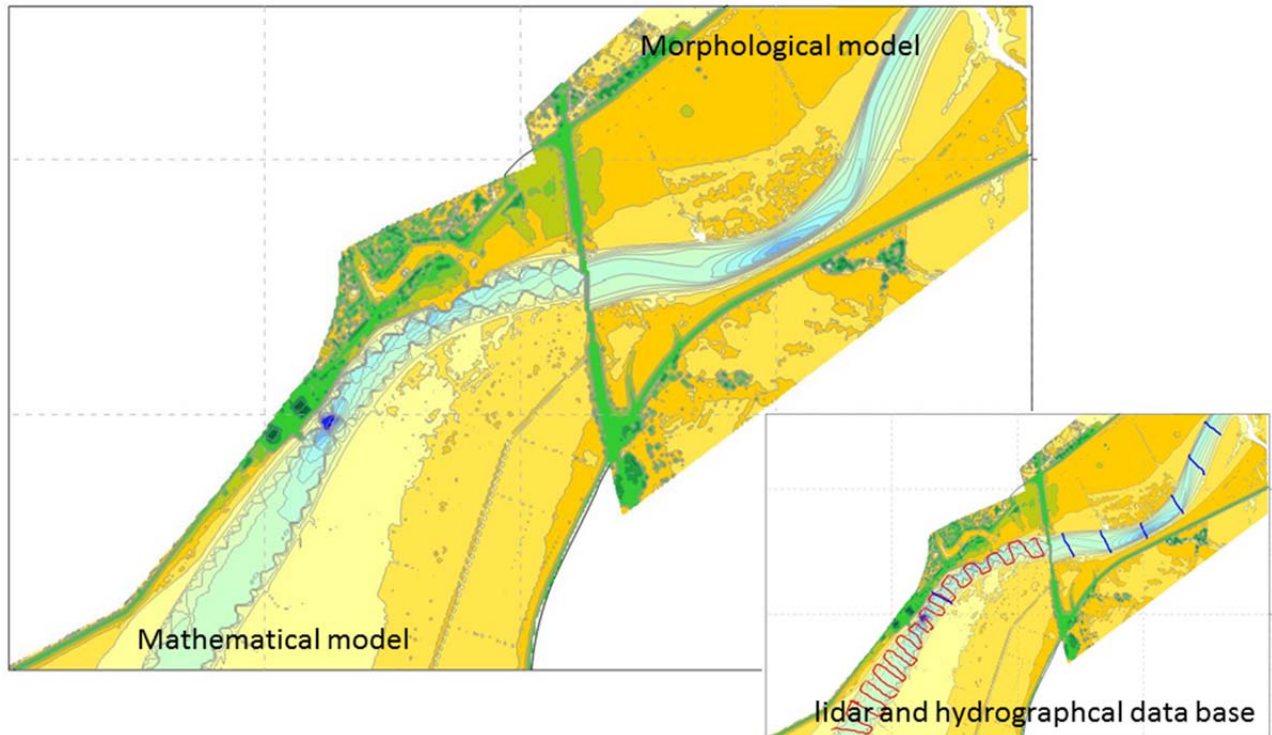 Morphological model
Mathematical model
lidar and hydrographcal data base